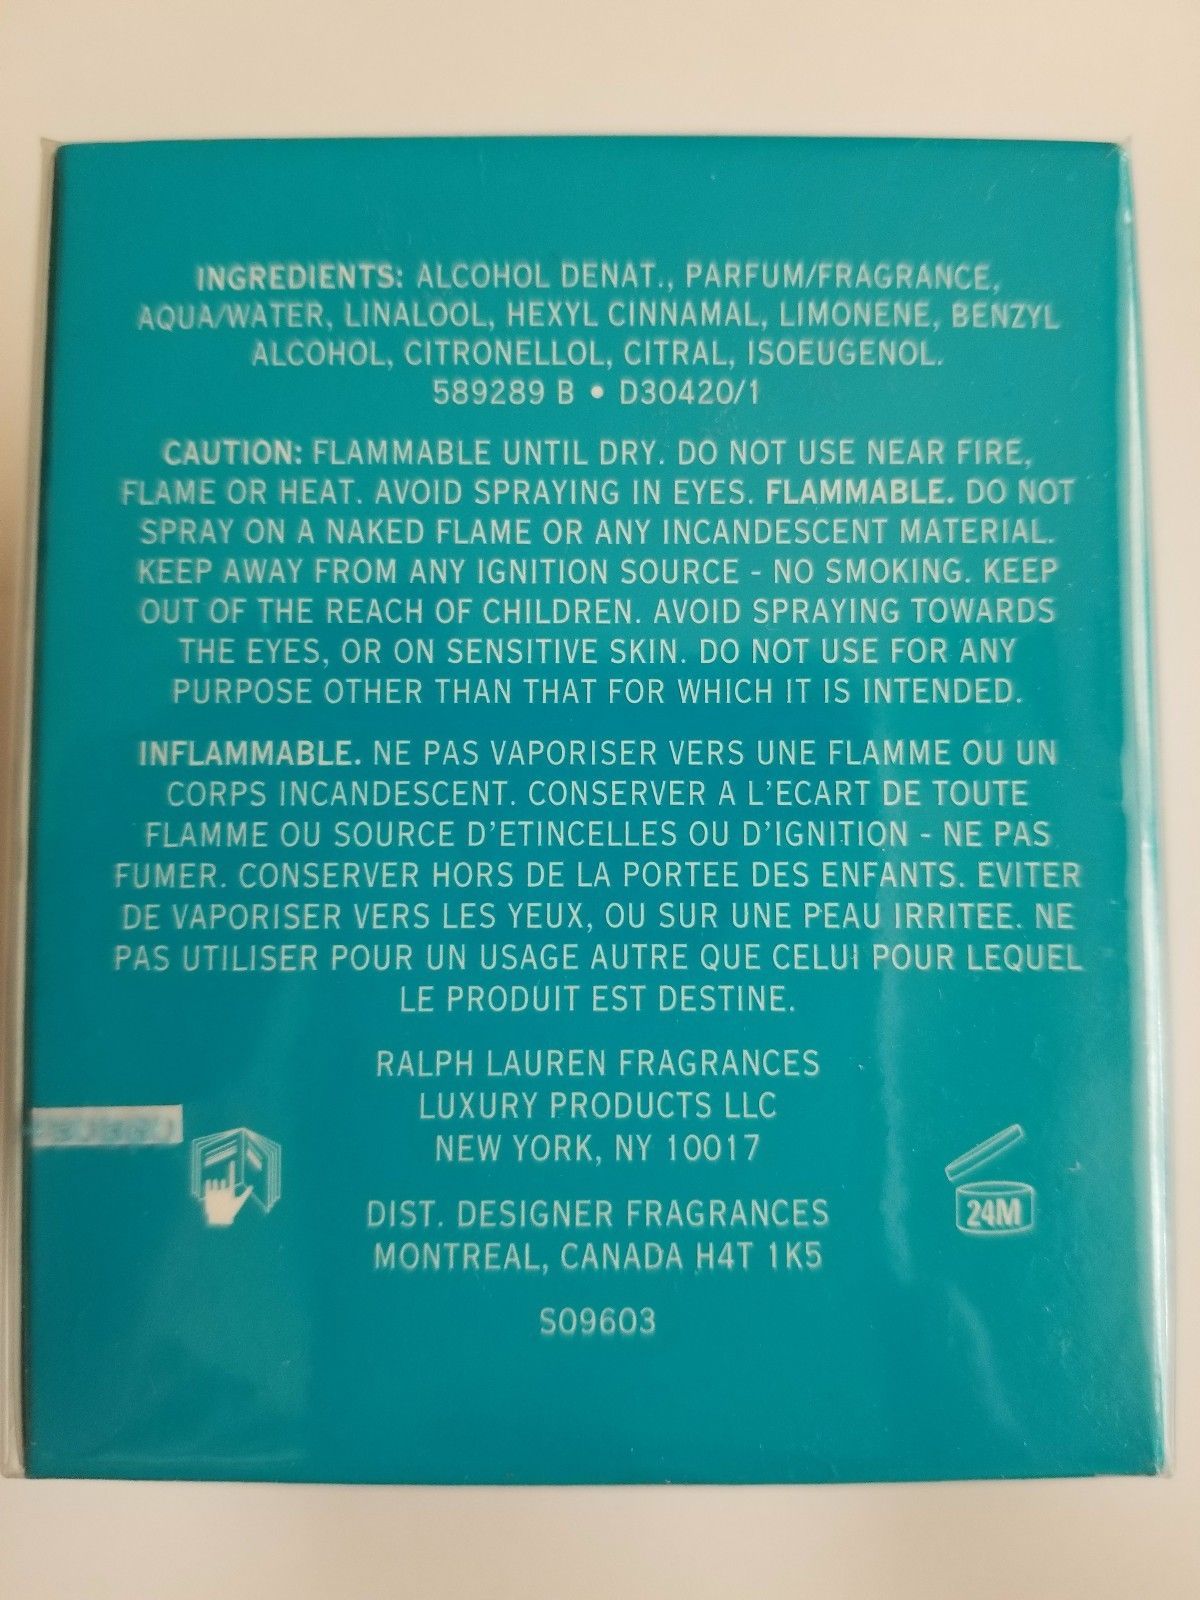 INGREDIENTS: ALCOHOL DENAT., PARFUM/FRAGRANCE,
AQUA/WATER, LINALOOL, HEXYL CINNAMAL, LIMONENE, BENZYL
ALCOHOL, CITRONELLOL, CITRAL, ISOEUGENOL.
589289 B • D30420/1
CAUTION: FLAMMABLE UNTIL DRY. DO NOT USE NEAR FIRE,
FLAME OR HEAT. AVOID SPRAYING IN EYES. FLAMMABLE. DO NOT
SPRAY ON A NAKED FLAME OR ANY INCANDESCENT MATERIAL.
KEEP AWAY FROM ANY IGNITION SOURCE - NO SMOKING. KEEP
OUT OF THE REACH OF CHILDREN. AVOID SPRAYING TOWARDS
THE EYES, OR ON SENSITIVE SKIN. DO NOT USE FOR ANY
PURPOSE OTHER THAN THAT FOR WHICH IT IS INTENDED.
INFLAMMABLE. NE PAS VAPORISER VERS UNE FLAMME OU UN
CORPS INCANDESCENT. CONSERVER A L'ECART DE TOUTE
FLAMME OU SOURCE D'ETINCELLES OU D'IGNITION - NE PAS
FUMER. CONSERVER HORS DE LA PORTEE DES ENFANTS. EVITER
DE VAPORISER VERS LES YEUX, OU SUR UNE PEAU IRRITEE. NE
PAS UTILISER POUR UN USAGE AUTRE QUE CELUI POUR LEQUEL
LE PRODUIT EST DESTINE.
RALPH LAUREN FRAGRANCES
LUXURY PRODUCTS LLC
NEW YORK, NY 10017
24M
DIST. DESIGNER FRAGRANCES
MONTREAL, CANADA H4T 1K5
S09603